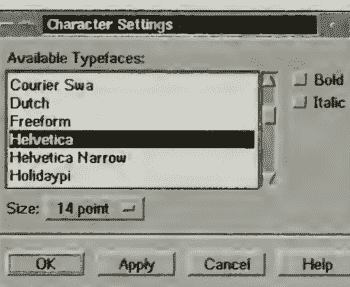 Character Settings
Available Typefaces:
Courier Swa
Dutch
Freeform
Helvetica
Helvetica Narrow
Holidaypi
Bold
Italic
Size: 14 point
OK Apply Cancel Help